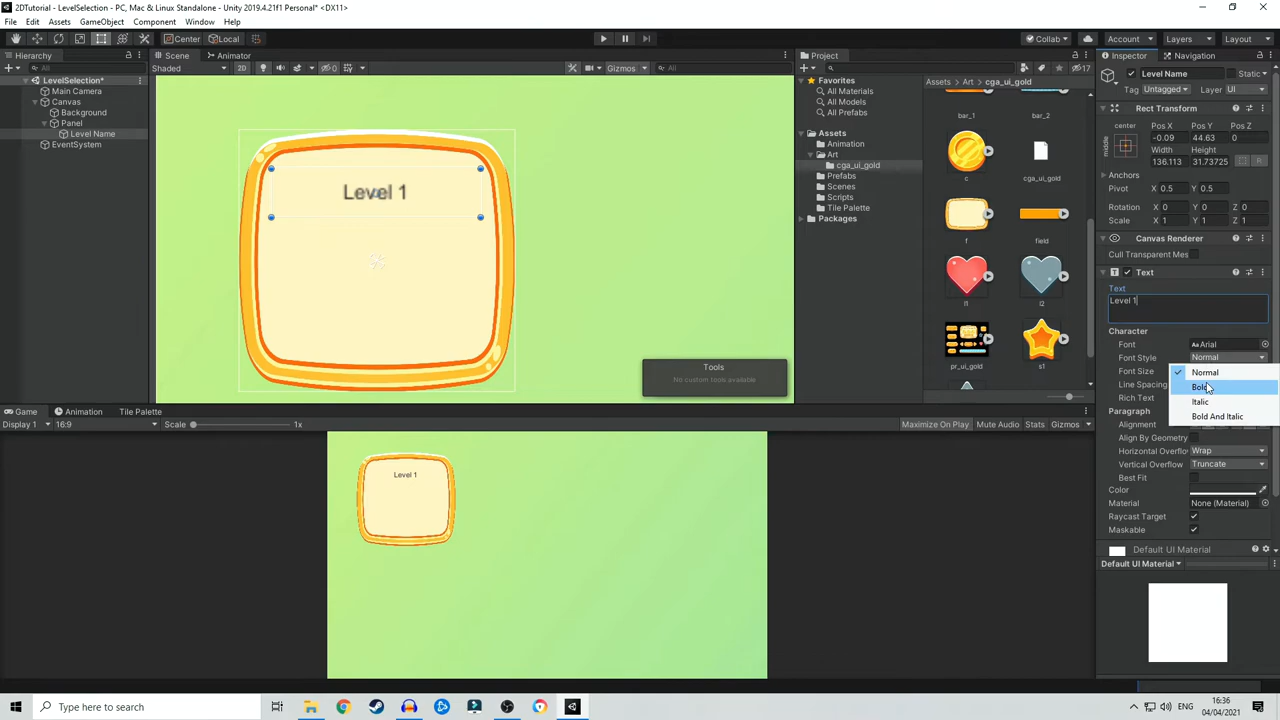 2DTutorial - LevelSelection - PC, Mac & Linux Standalone - Unity 2019.4.21f1 Personal* <DX11>
File Edit Assets GameObject Component Window Help
Center Local Collab Account Layers Layout
Hierarchy
All
LevelSelection*
Main Camera
Canvas
Background
Panel
Level Name
EventSystem
Scene Animator
Shaded 2D 0 Gizmos All
Level 1
Tools
No custom tools available
Project
17
Favorites
All Materials
All Models
All Prefabs
Assets
Animation
Art
cga_ui_gold
Prefabs
Scenes
Scripts
Tile Palette
Packages
Assets > Art > cga_ui_gold
bar_1 bar_2
c cga_ui_gold
f field
l1 l2
pr_ui_gold s1
Inspector Navigation
Level Name Static
Tag Untagged Layer UI
Rect Transform
center Pos X Pos Y Pos Z
middle -0.09 44.63 0
Width Height
136.113 31.73725
R
Anchors
Pivot X 0.5 Y 0.5
Rotation X 0 Y 0 Z 0
Scale X 1 Y 1 Z 1
Canvas Renderer
Cull Transparent Mes
Text
Text
Level 1
Character
Font Arial
Font Style Normal
Font Size
Line Spacing
Rich Text
Normal
Bold
Italic
Bold And Italic
Paragraph
Alignment
Align By Geometry
Horizontal Overflow Wrap
Vertical Overflow Truncate
Best Fit
Color
Material None (Material)
Raycast Target
Maskable
Default UI Material
Default UI Material
Game Animation Tile Palette
Display 1 16:9 Scale 1x Maximize On Play Mute Audio Stats Gizmos
Level 1
Type here to search
ENG
16:36
04/04/2021